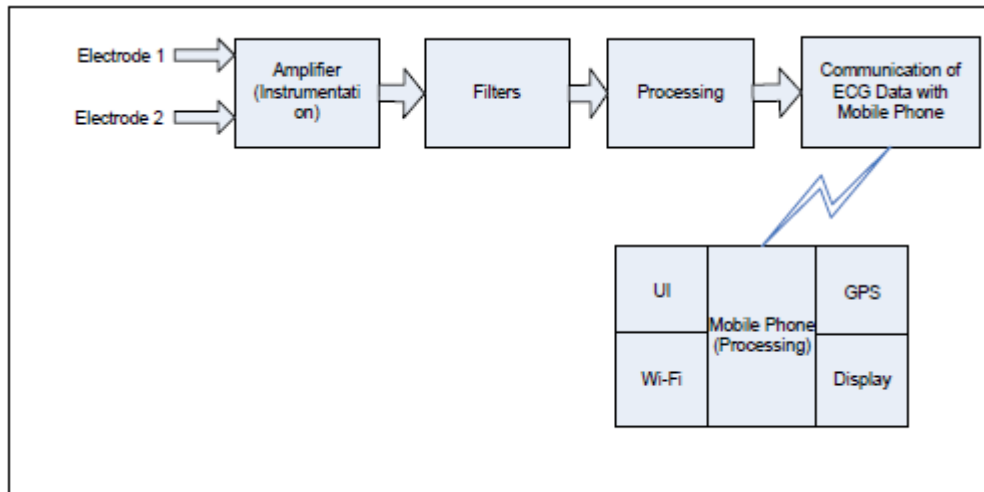 Electrode 1
Electrode 2
Amplifier
(Instrumentati
on)
Filters
Processing
Communication of
ECG Data with
Mobile Phone
UI
Wi-Fi
Mobile Phone
(Processing)
GPS
Display